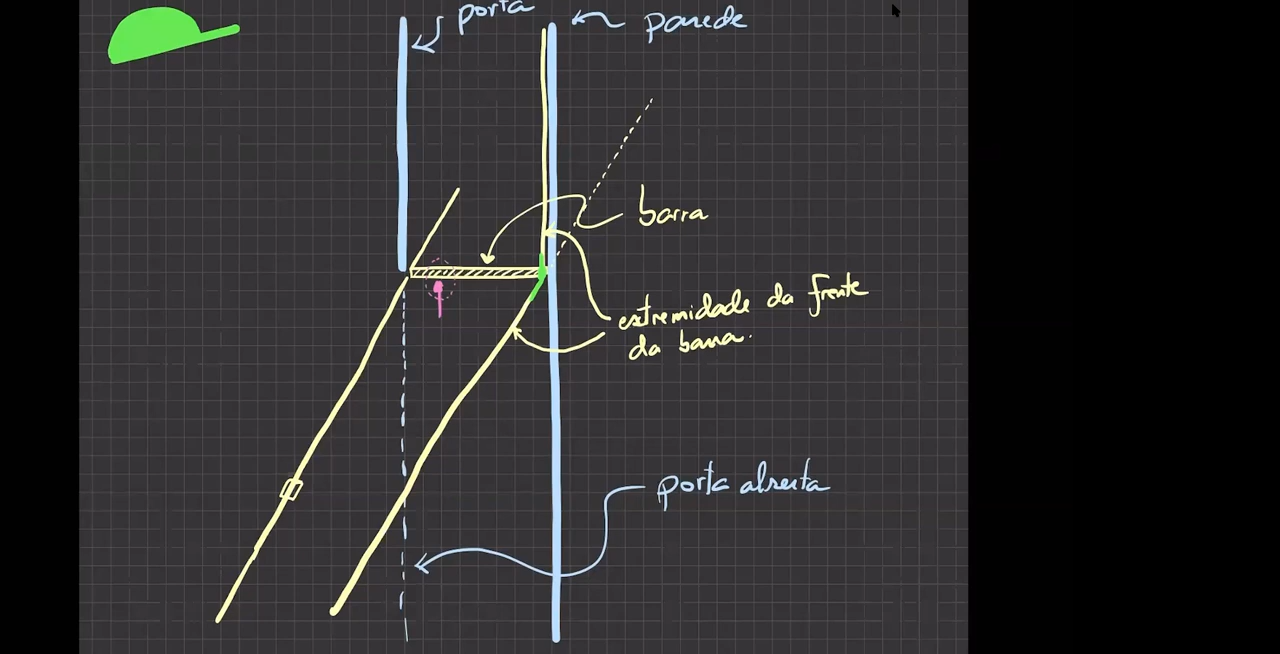 porta
parede
barra
extremidade da frente
da barra.
porta aberta